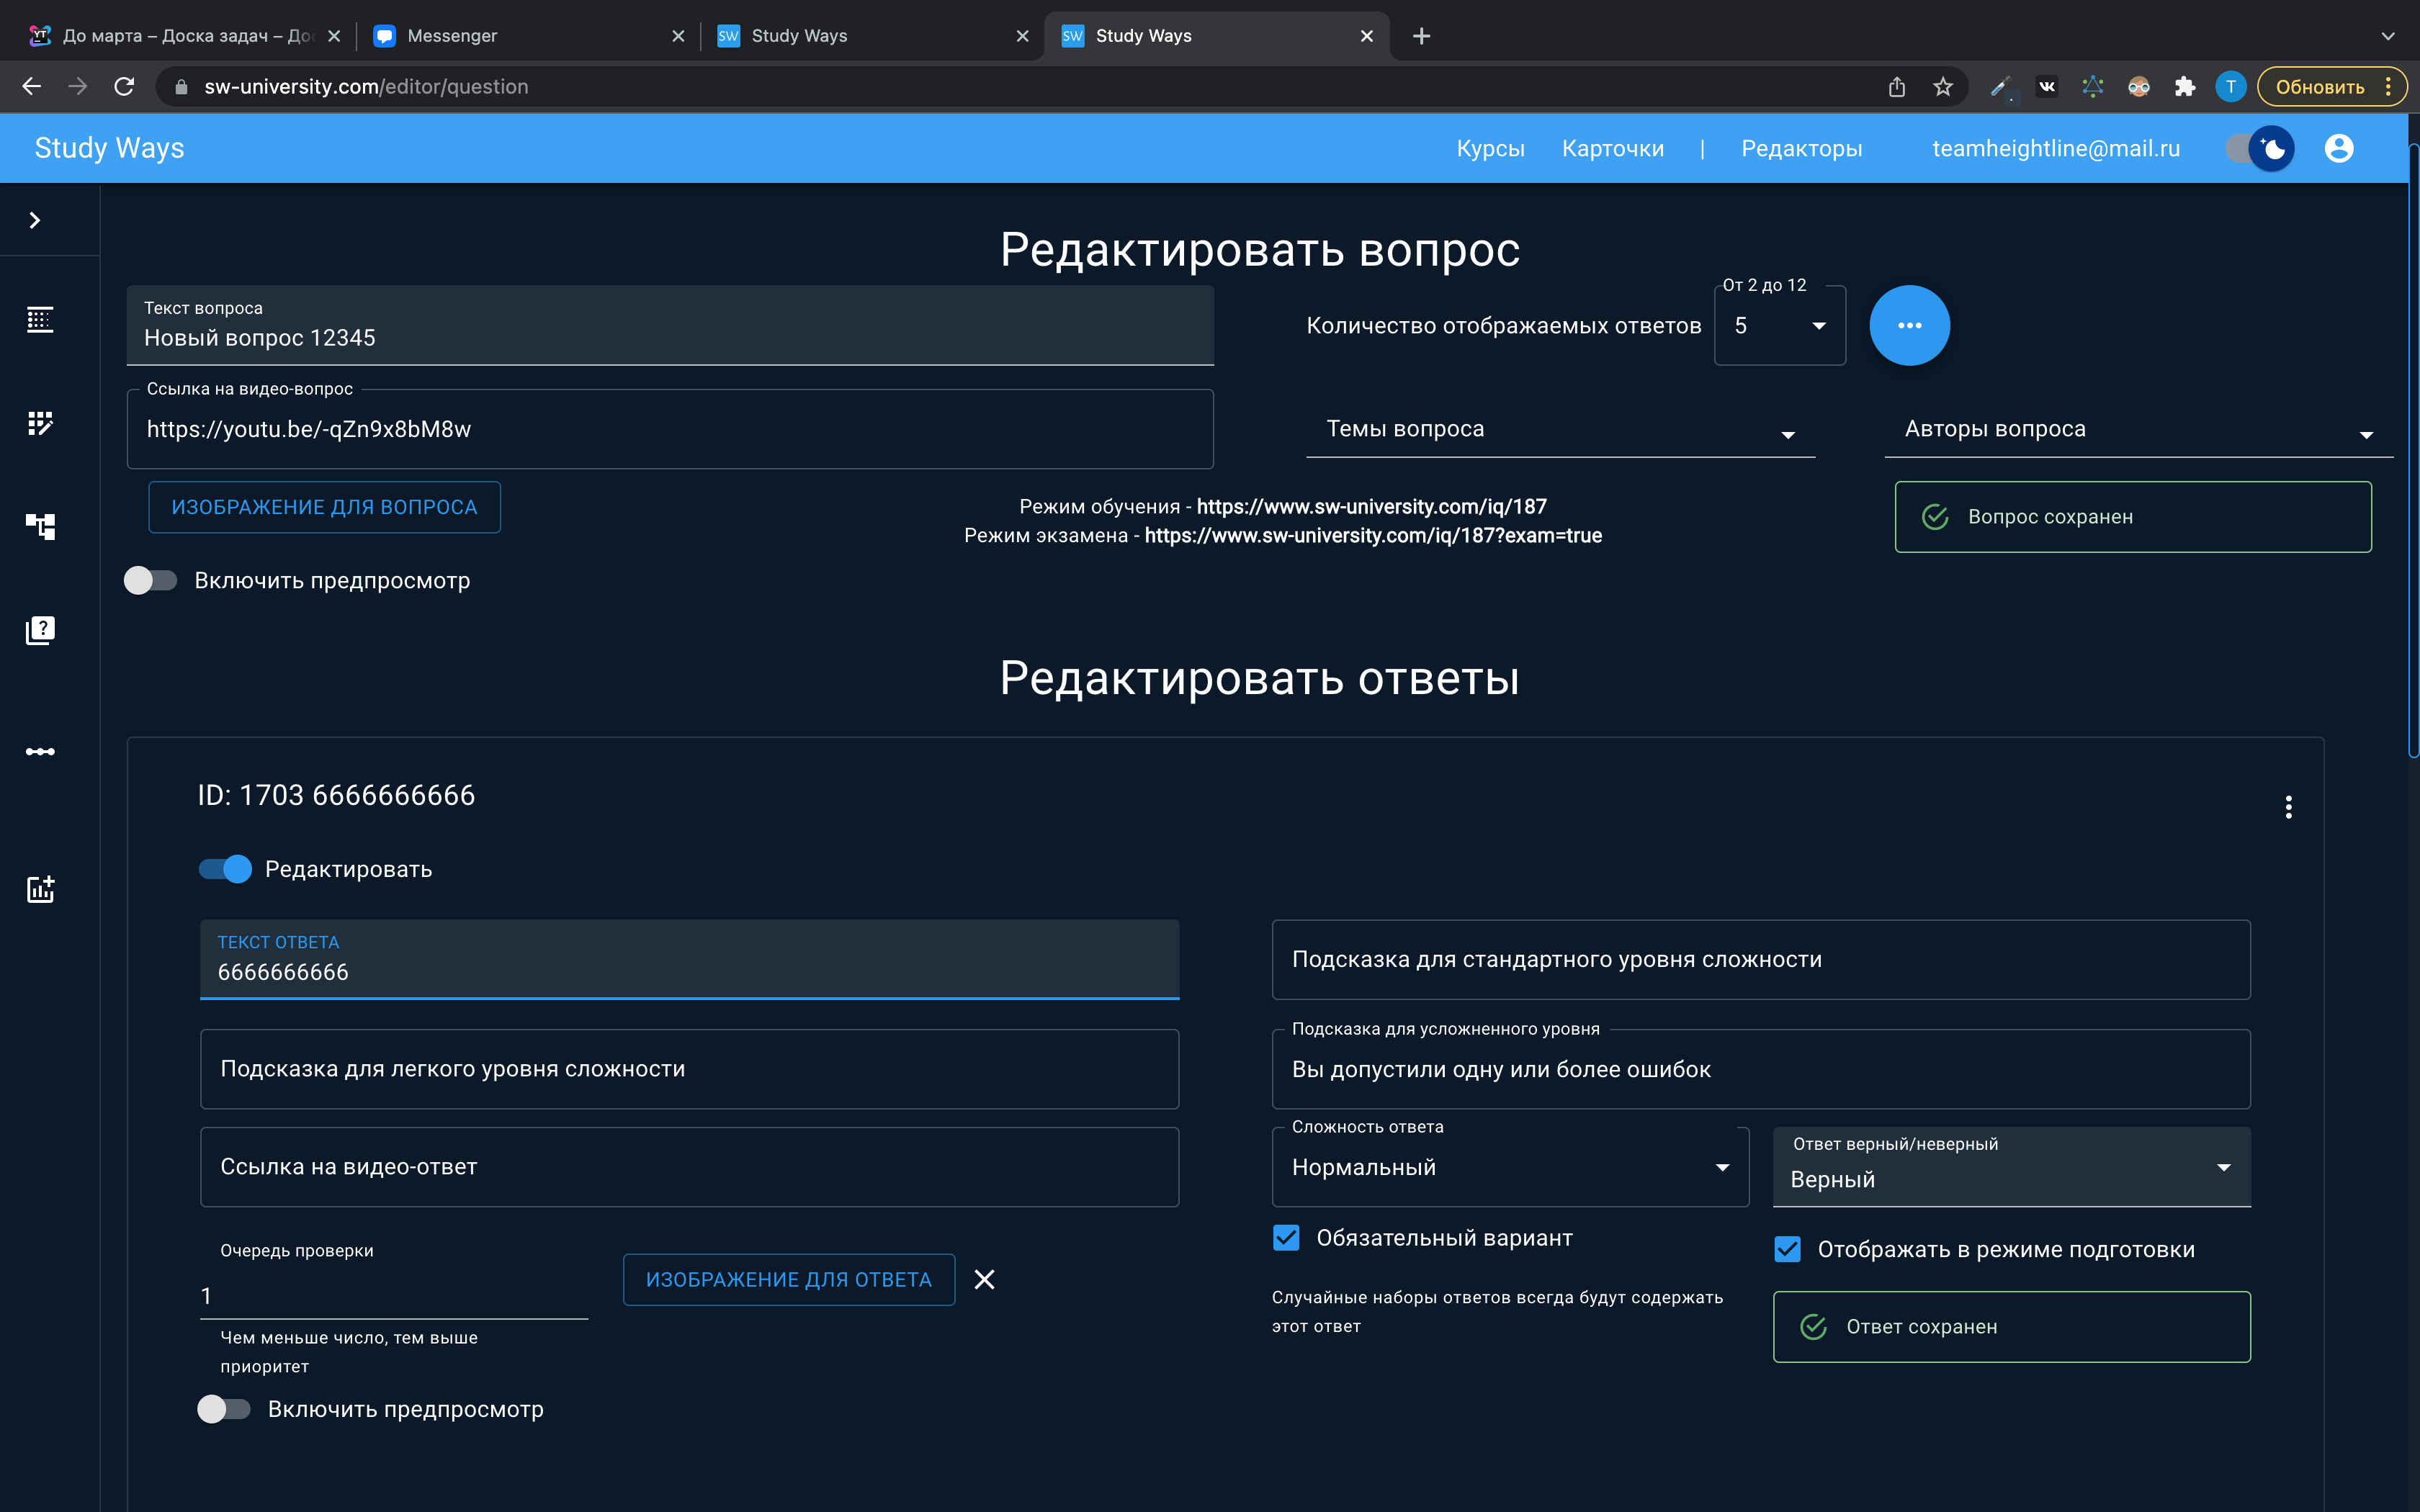 До марта – Доска задач – До
Messenger
Study Ways
Study Ways
sw-university.com/editor/question
T
Обновить
Study Ways
Курсы
Карточки
|
Редакторы
teamheightline@mail.ru
Редактировать вопрос
Текст вопроса
Новый вопрос 12345
Количество отображаемых ответов
От 2 до 12
5
Ссылка на видео-вопрос
https://youtu.be/-qZn9x8bM8w
Темы вопроса
Авторы вопроса
ИЗОБРАЖЕНИЕ ДЛЯ ВОПРОСА
Режим обучения - https://www.sw-university.com/iq/187
Режим экзамена - https://www.sw-university.com/iq/187?exam=true
Вопрос сохранен
Включить предпросмотр
Редактировать ответы
ID: 1703 6666666666
Редактировать
ТЕКСТ ОТВЕТА
6666666666
Подсказка для стандартного уровня сложности
Подсказка для легкого уровня сложности
Подсказка для усложненного уровня
Вы допустили одну или более ошибок
Ссылка на видео-ответ
Сложность ответа
Нормальный
Ответ верный/неверный
Верный
Очередь проверки
1
Чем меньше число, тем выше
приоритет
ИЗОБРАЖЕНИЕ ДЛЯ ОТВЕТА
Обязательный вариант
Случайные наборы ответов всегда будут содержать
этот ответ
Отображать в режиме подготовки
Ответ сохранен
Включить предпросмотр